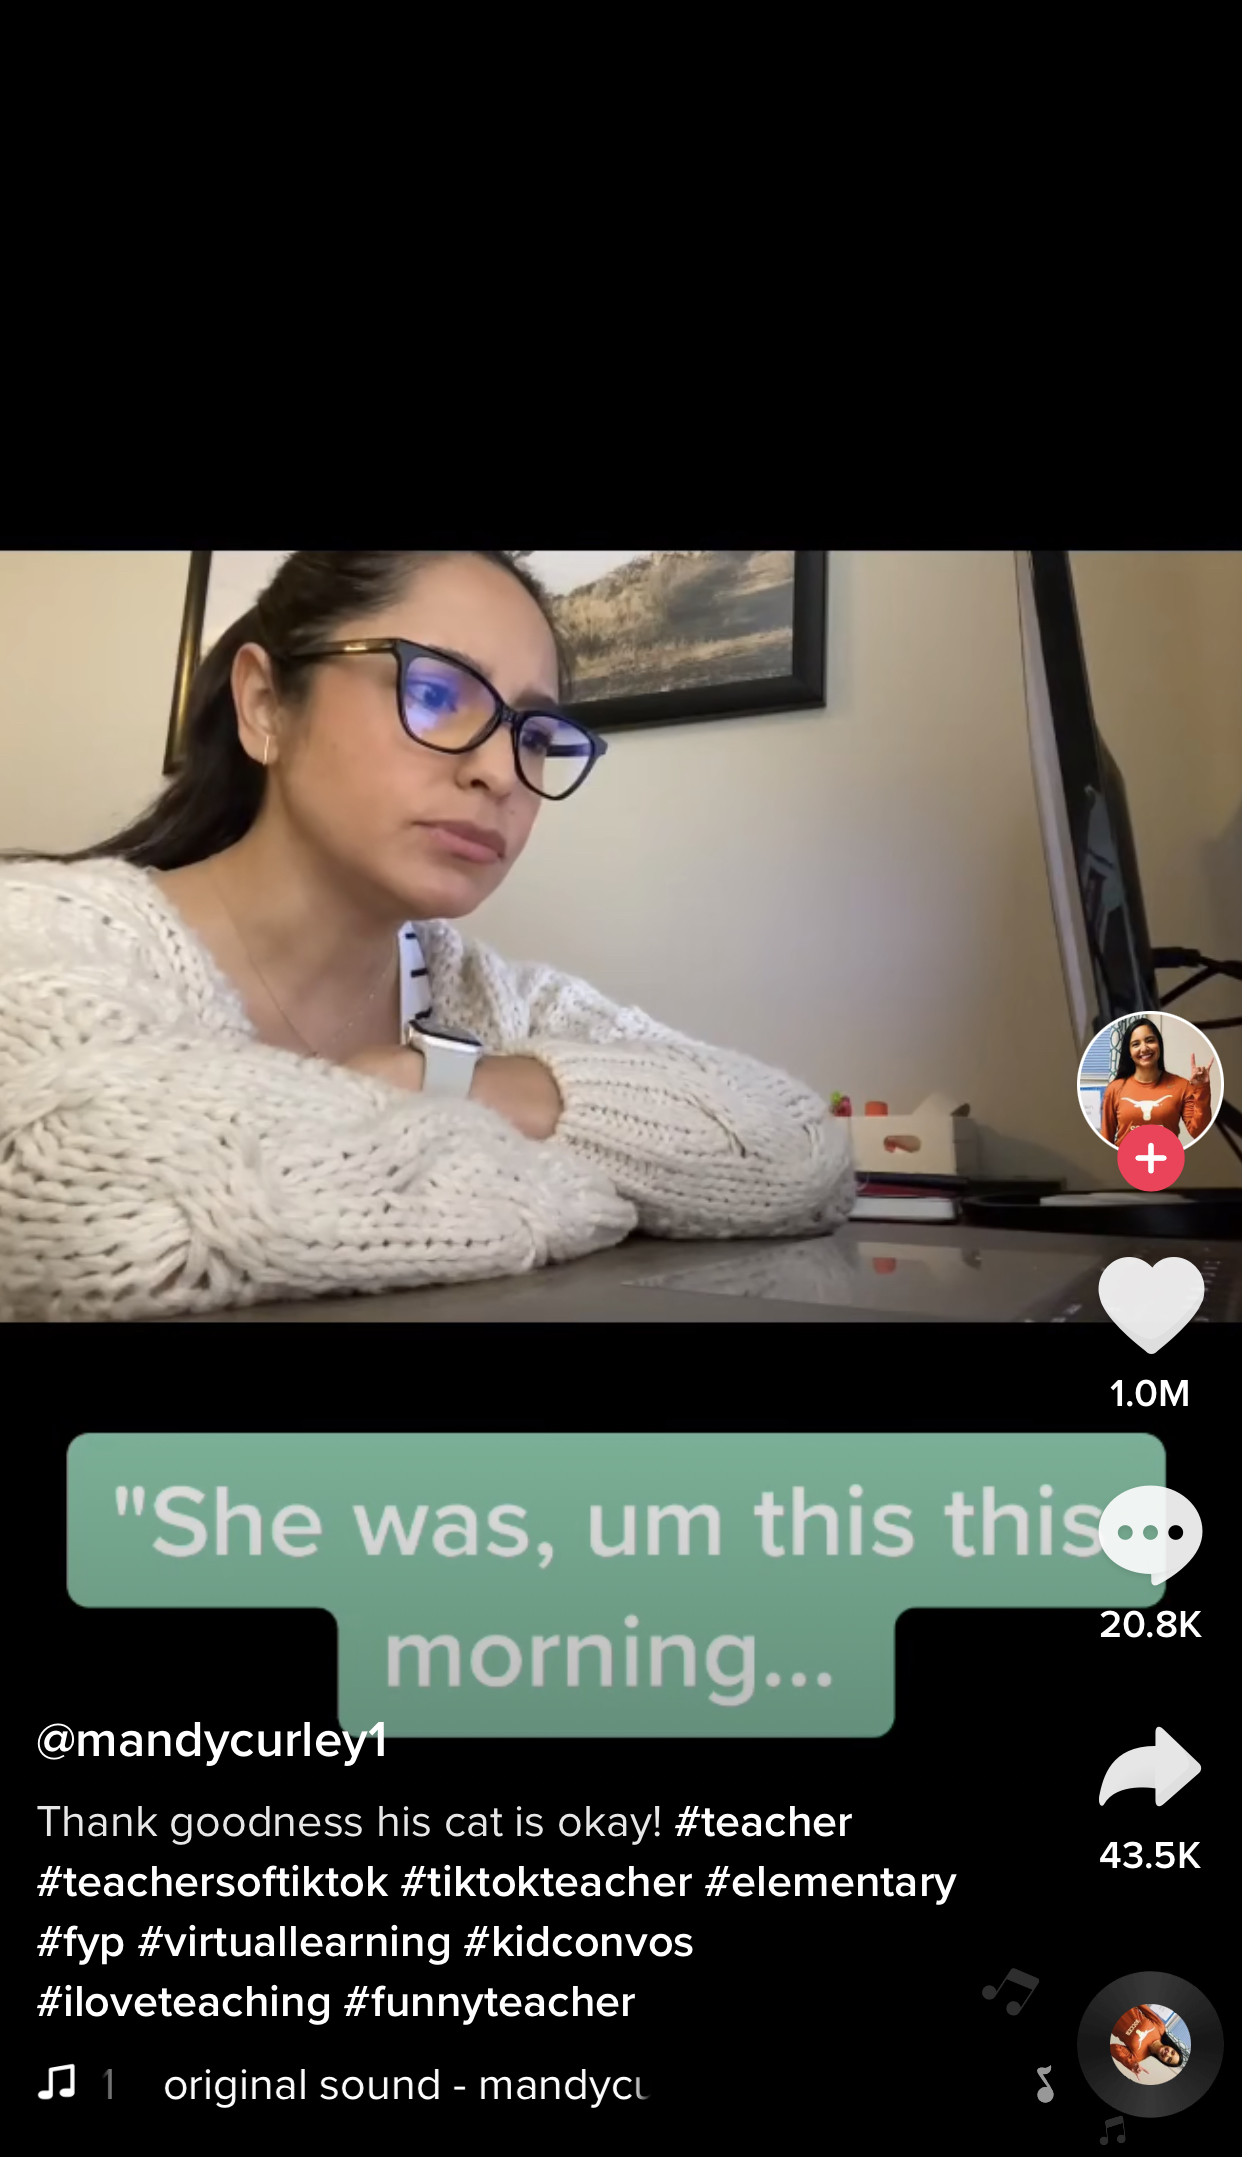 1.0M
"She was, um this this
20.8K
morning...
@mandycurley1
Thank goodness his cat is okay! #teacher
43.5K
#teachersoftiktok #tiktokteacher #elementary
#fyp #virtuallearning #kidconvos
#iloveteaching #funnyteacher
1 original sound - mandycu